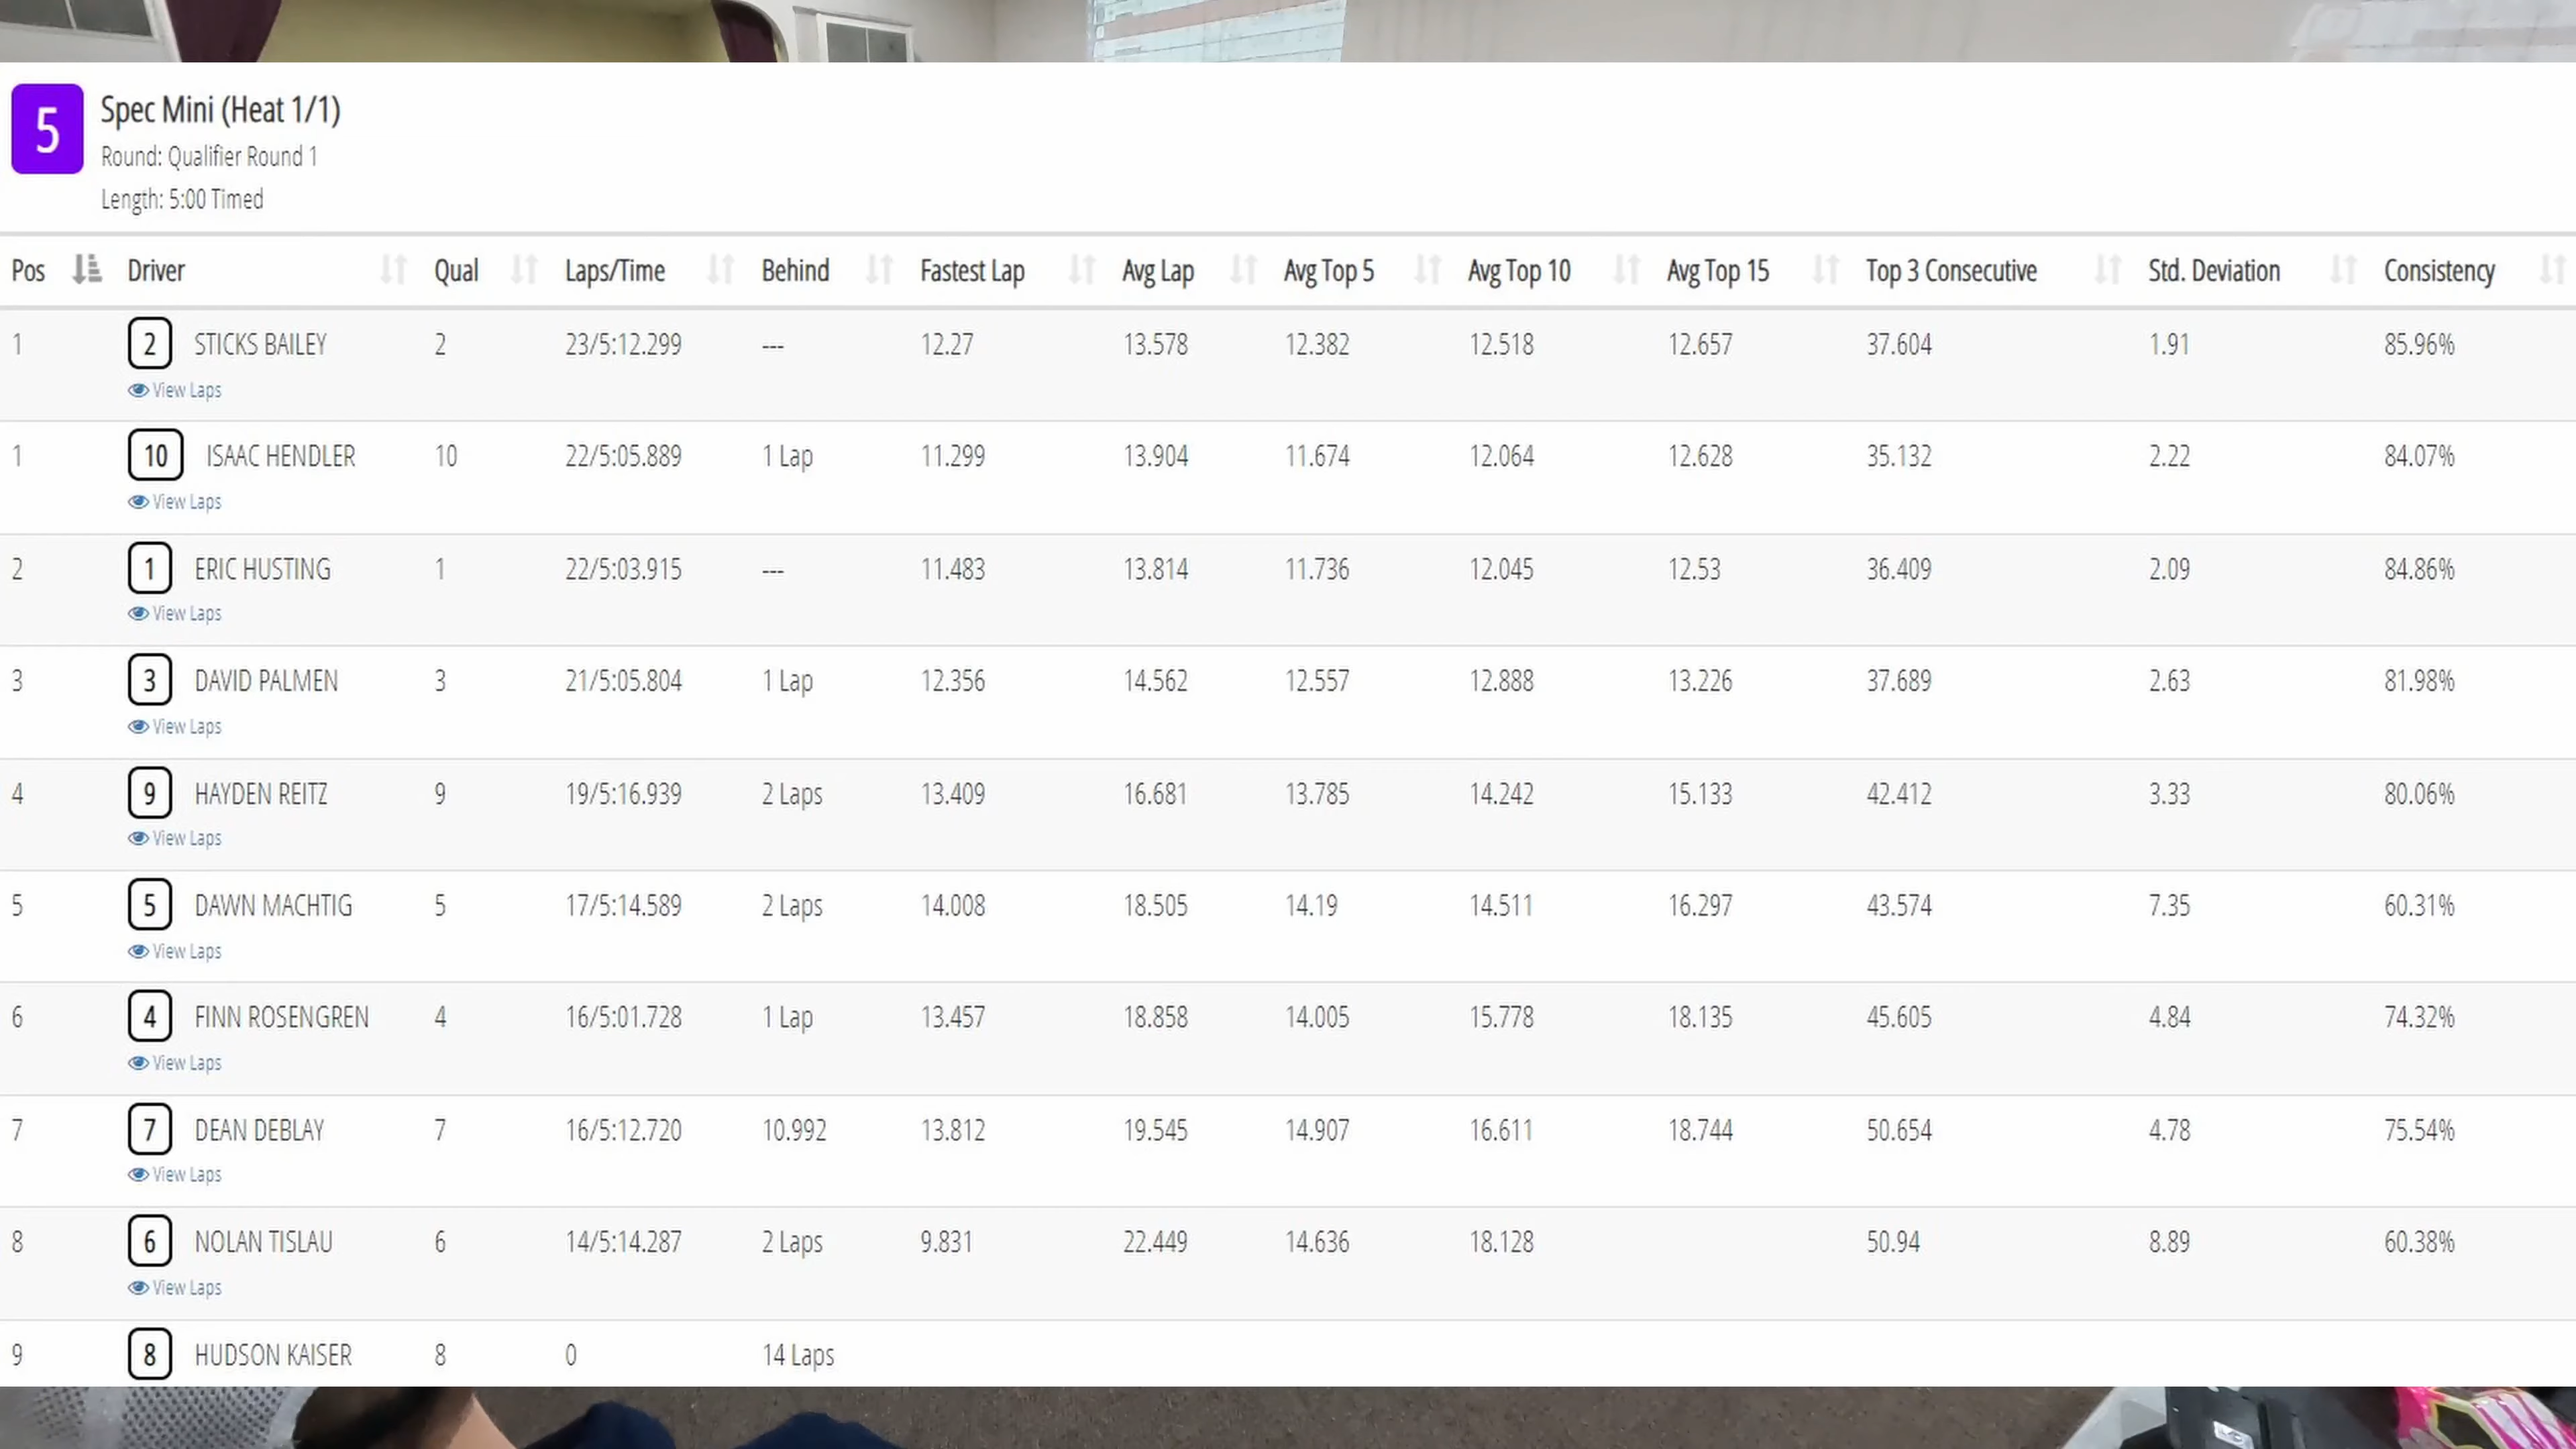 5 Spec Mini (Heat 1/1)
Round: Qualifier Round 1
Length: 5:00 Timed
Pos Driver Qual Laps/Time Behind Fastest Lap Avg Lap Avg Top 5 Avg Top 10 Avg Top 15 Top 3 Consecutive Std. Deviation Consistency
1 2 STICKS BAILEY 2 23/5:12.299 --- 12.27 13.578 12.382 12.518 12.657 37.604 1.91 85.96%
View Laps
1 10 ISAAC HENDLER 10 22/5:05.889 1 Lap 11.299 13.904 11.674 12.064 12.628 35.132 2.22 84.07%
View Laps
2 1 ERIC HUSTING 1 22/5:03.915 --- 11.483 13.814 11.736 12.045 12.53 36.409 2.09 84.86%
View Laps
3 3 DAVID PALMEN 3 21/5:05.804 1 Lap 12.356 14.562 12.557 12.888 13.226 37.689 2.63 81.98%
View Laps
4 9 HAYDEN REITZ 9 19/5:16.939 2 Laps 13.409 16.681 13.785 14.242 15.133 42.412 3.33 80.06%
View Laps
5 5 DAWN MACHTIG 5 17/5:14.589 2 Laps 14.008 18.505 14.19 14.511 16.297 43.574 7.35 60.31%
View Laps
6 4 FINN ROSENGREN 4 16/5:01.728 1 Lap 13.457 18.858 14.005 15.778 18.135 45.605 4.84 74.32%
View Laps
7 7 DEAN DEBLAY 7 16/5:12.720 10.992 13.812 19.545 14.907 16.611 18.744 50.654 4.78 75.54%
View Laps
8 6 NOLAN TISLAU 6 14/5:14.287 2 Laps 9.831 22.449 14.636 18.128 50.94 8.89 60.38%
View Laps
9 8 HUDSON KAISER 8 0 14 Laps